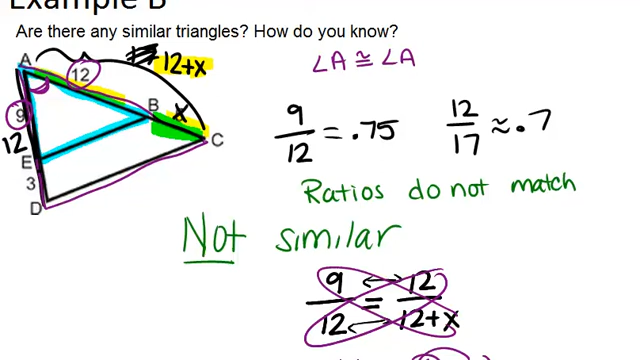 Example B
Are there any similar triangles? How do you know?
12+x
∠A ≅ ∠A
A
12
B
x
C
9
12
E
3
D
9/12 = .75
12/17 ≈ .7
Ratios do not match
Not similar
9/12 = 12/12+x